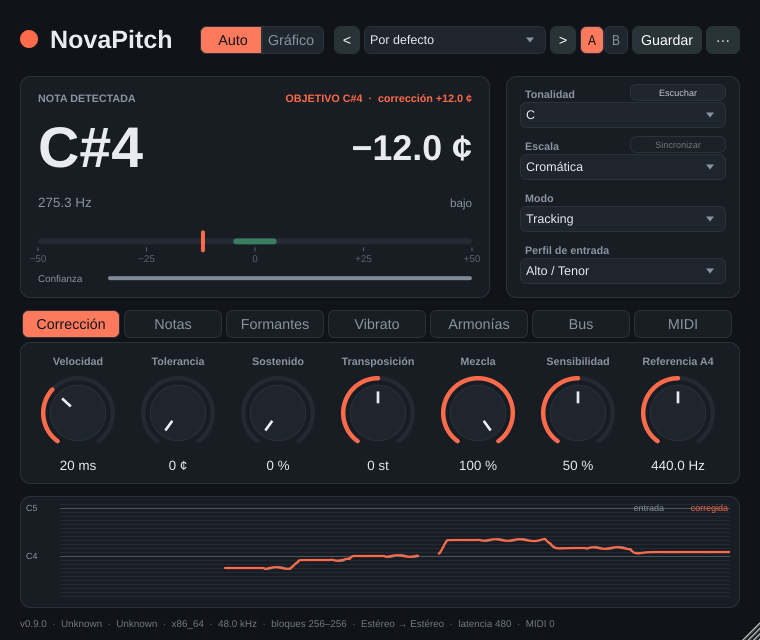 NovaPitch Auto Gráfico < Por defecto > A B Guardar ...
NOTA DETECTADA OBJETIVO C#4 · corrección +12.0 ¢
C#4 −12.0 ¢
275.3 Hz bajo
−50 −25 0 +25 +50
Confianza
Tonalidad Escuchar
C
Escala Sincronizar
Cromática
Modo
Tracking
Perfil de entrada
Alto / Tenor
Corrección Notas Formantes Vibrato Armonías Bus MIDI
Velocidad Tolerancia Sostenido Transposición Mezcla Sensibilidad Referencia A4
20 ms 0 ¢ 0 % 0 st 100 % 50 % 440.0 Hz
C5 entrada corregida
C4
v0.9.0 · Unknown · Unknown · x86_64 · 48.0 kHz · bloques 256–256 · Estéreo → Estéreo · latencia 480 · MIDI 0